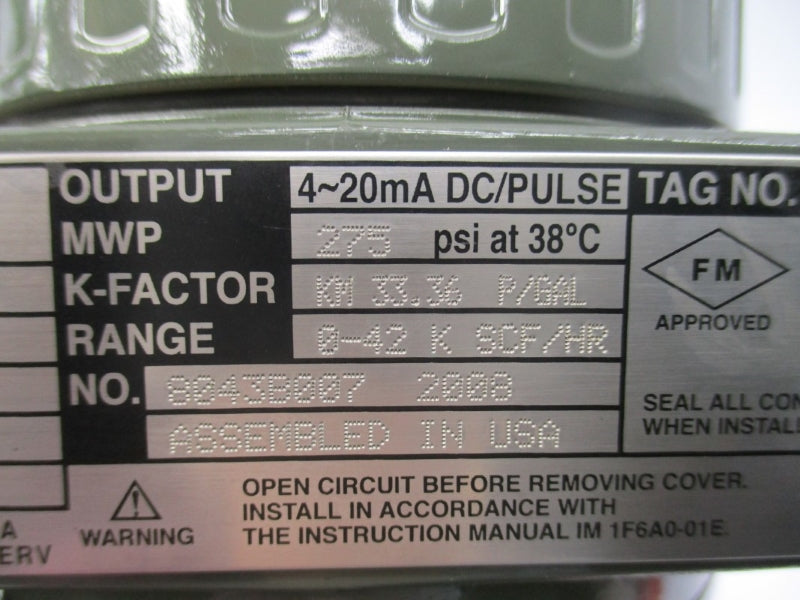 OUTPUT 4~20mA DC/PULSE TAG NO.
MWP 275 psi at 38°C
K-FACTOR KM 33.36 P/GAL
RANGE 0-42 K SCF/HR
NO. 8043B007 2008
ASSEMBLED IN USA
FM
APPROVED
SEAL ALL CON
WHEN INSTALL
OPEN CIRCUIT BEFORE REMOVING COVER.
INSTALL IN ACCORDANCE WITH
THE INSTRUCTION MANUAL IM 1F6A0-01E.
WARNING
A
ERV